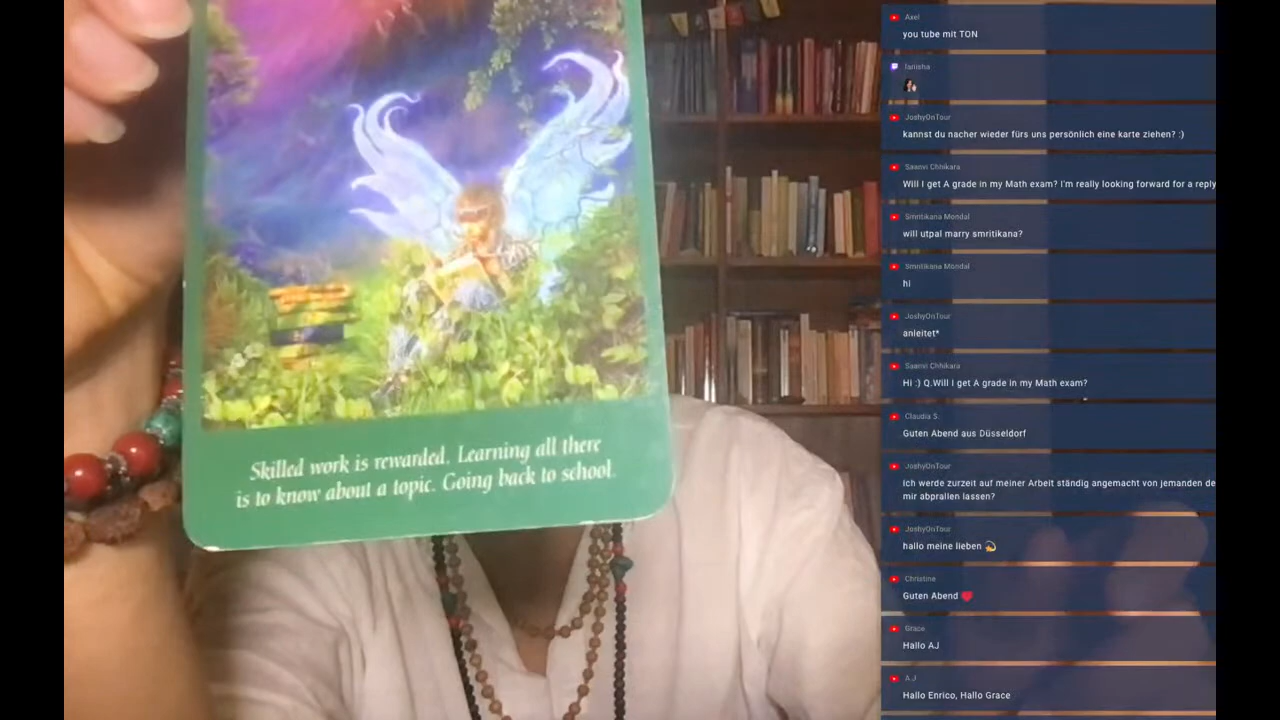 Skilled work is rewarded. Learning all there
is to know about a topic. Going back to school.
Axel
you tube mit TON
Iariisha
JoshyOnTour
kannst du nacher wieder fürs uns persönlich eine karte ziehen? :)
Saanvi Chhikara
Will I get A grade in my Math exam? I'm really looking forward for a reply
Smritikana Mondal
will utpal marry smritikana?
Smritikana Mondal
hi
JoshyOnTour
anleitet*
Saanvi Chhikara
Hi :) Q.Will I get A grade in my Math exam?
Claudia S.
Guten Abend aus Düsseldorf
JoshyOnTour
ich werde zurzeit auf meiner Arbeit ständig angemacht von jemanden de
mir abprallen lassen?
JoshyOnTour
hallo meine lieben 💫
Christine
Guten Abend ♥️
Grace
Hallo AJ
AJ
Hallo Enrico, Hallo Grace